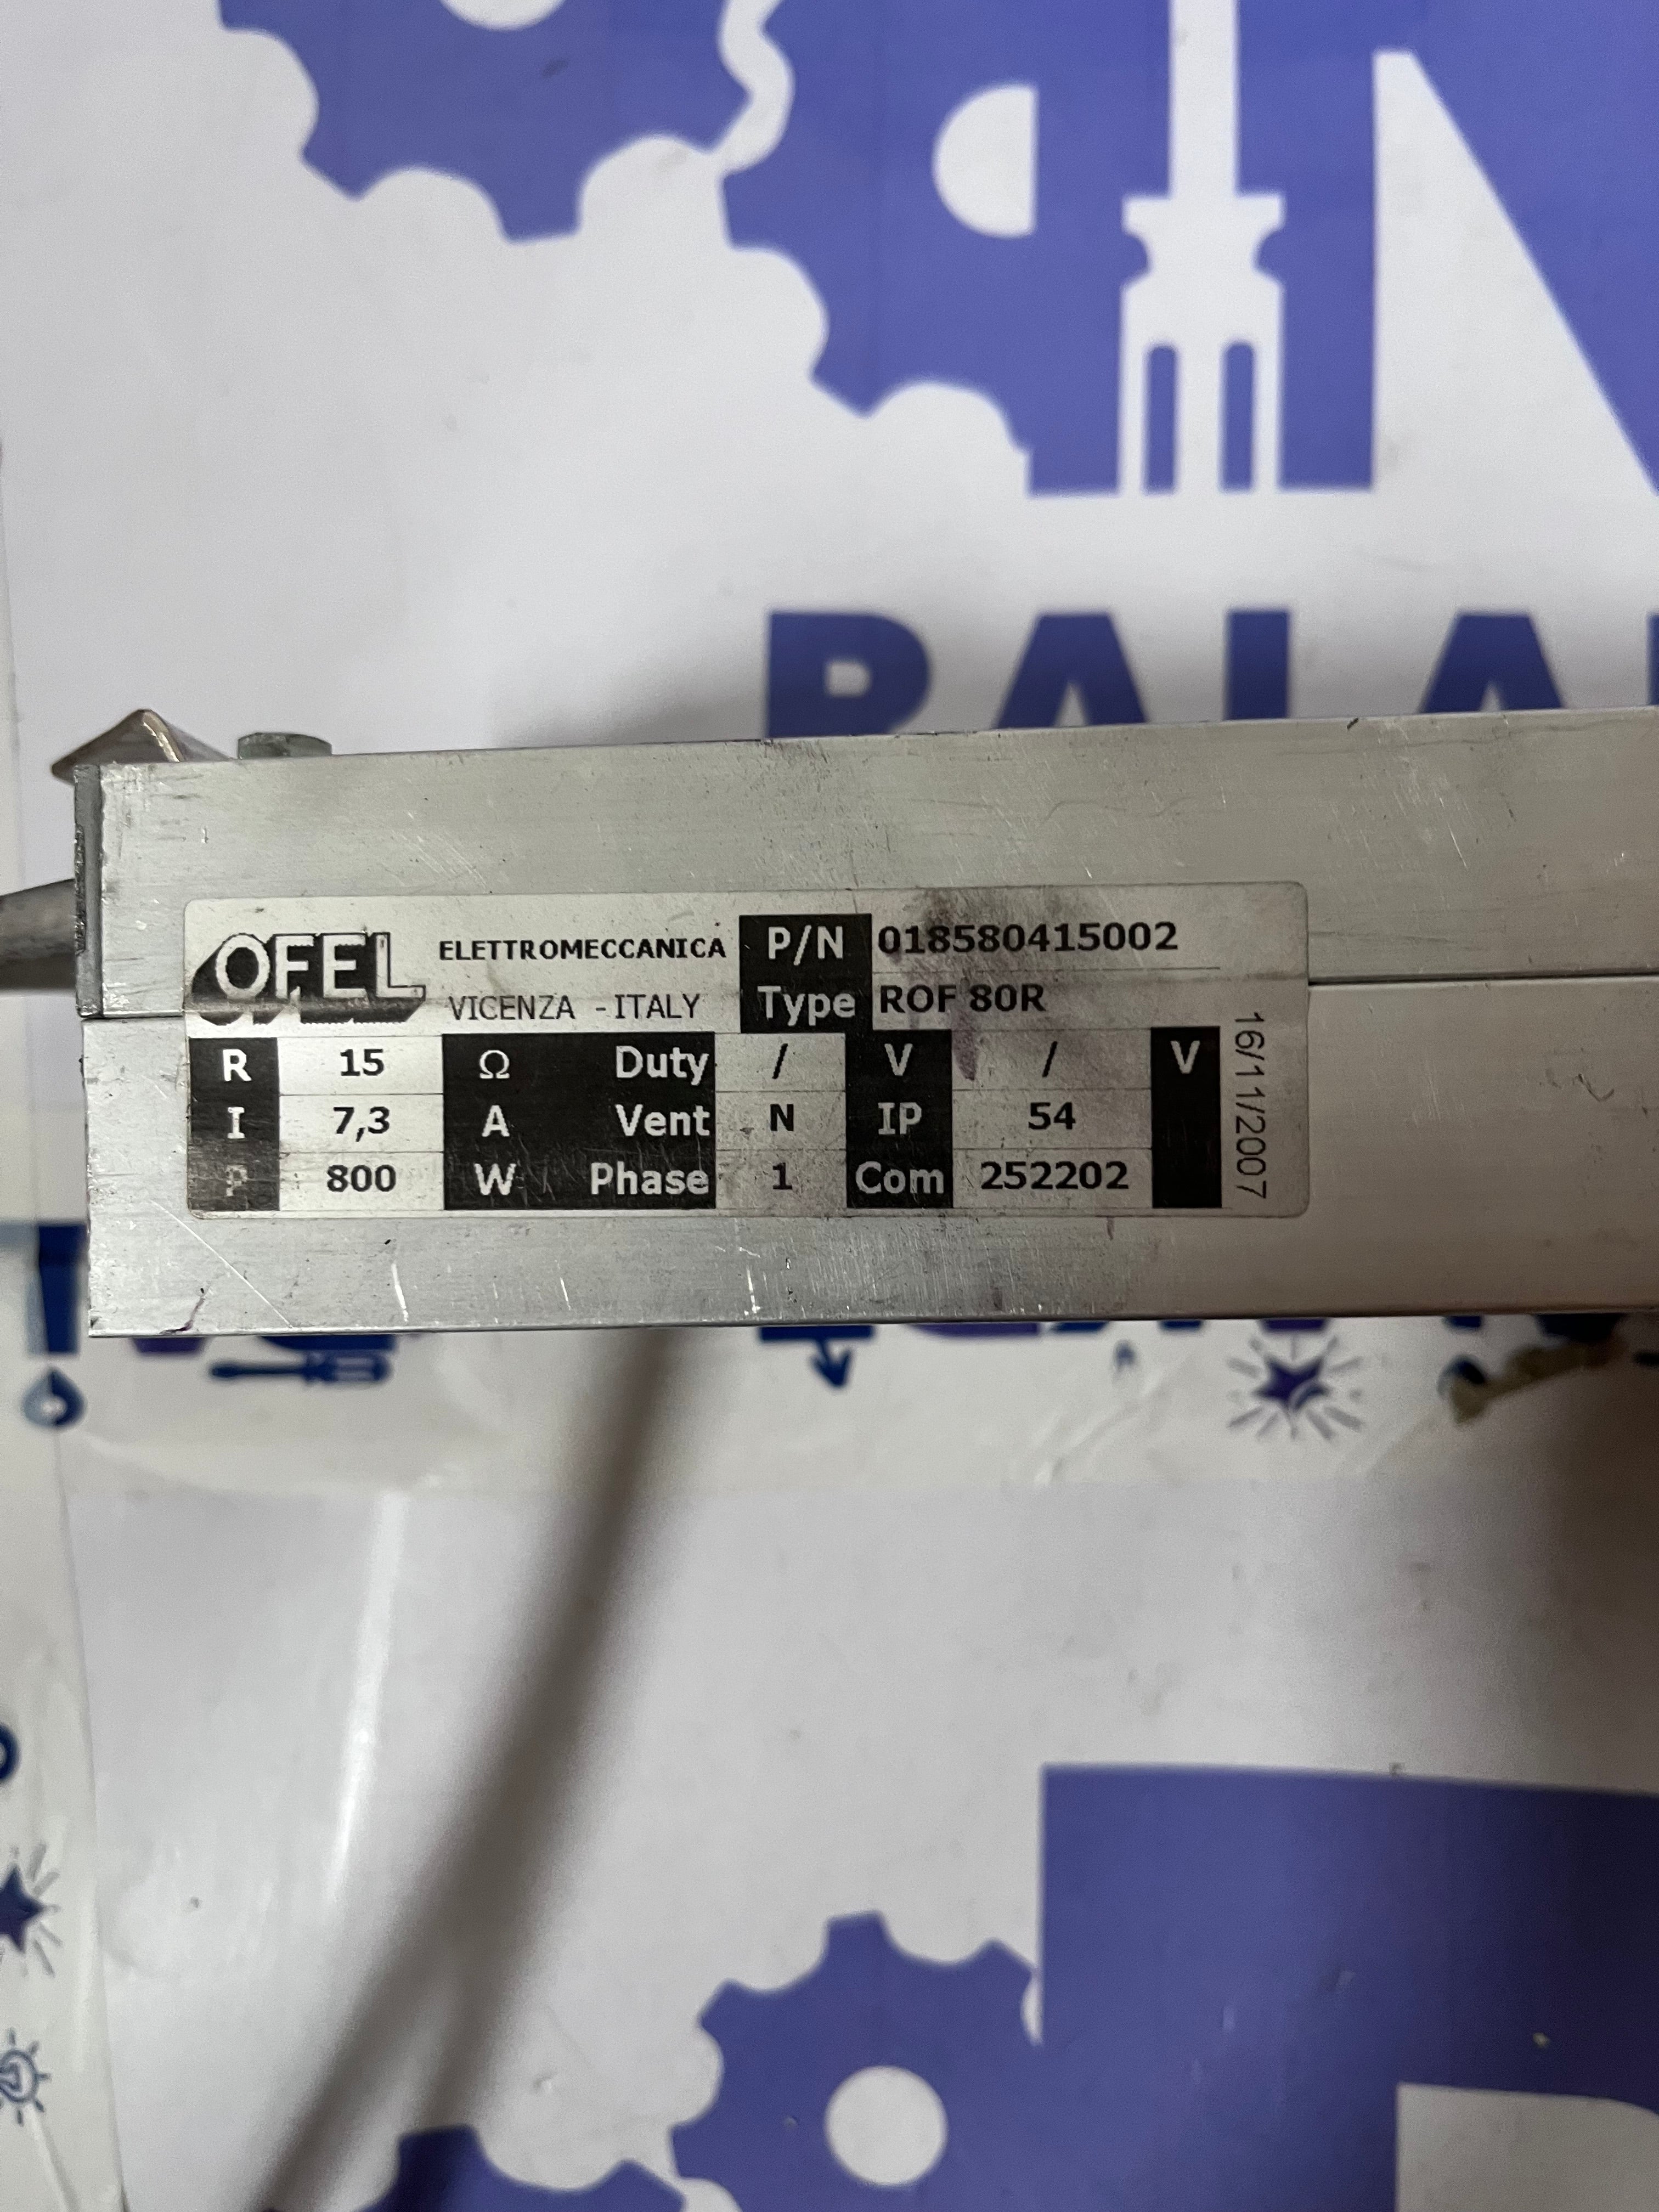 OFEL ELETTROMECCANICA P/N 018580415002
VICENZA - ITALY Type ROF 80R
R 15 Ω Duty / V / V
I 7,3 A Vent N IP 54
P 800 W Phase 1 Com 252202
16/11/2007